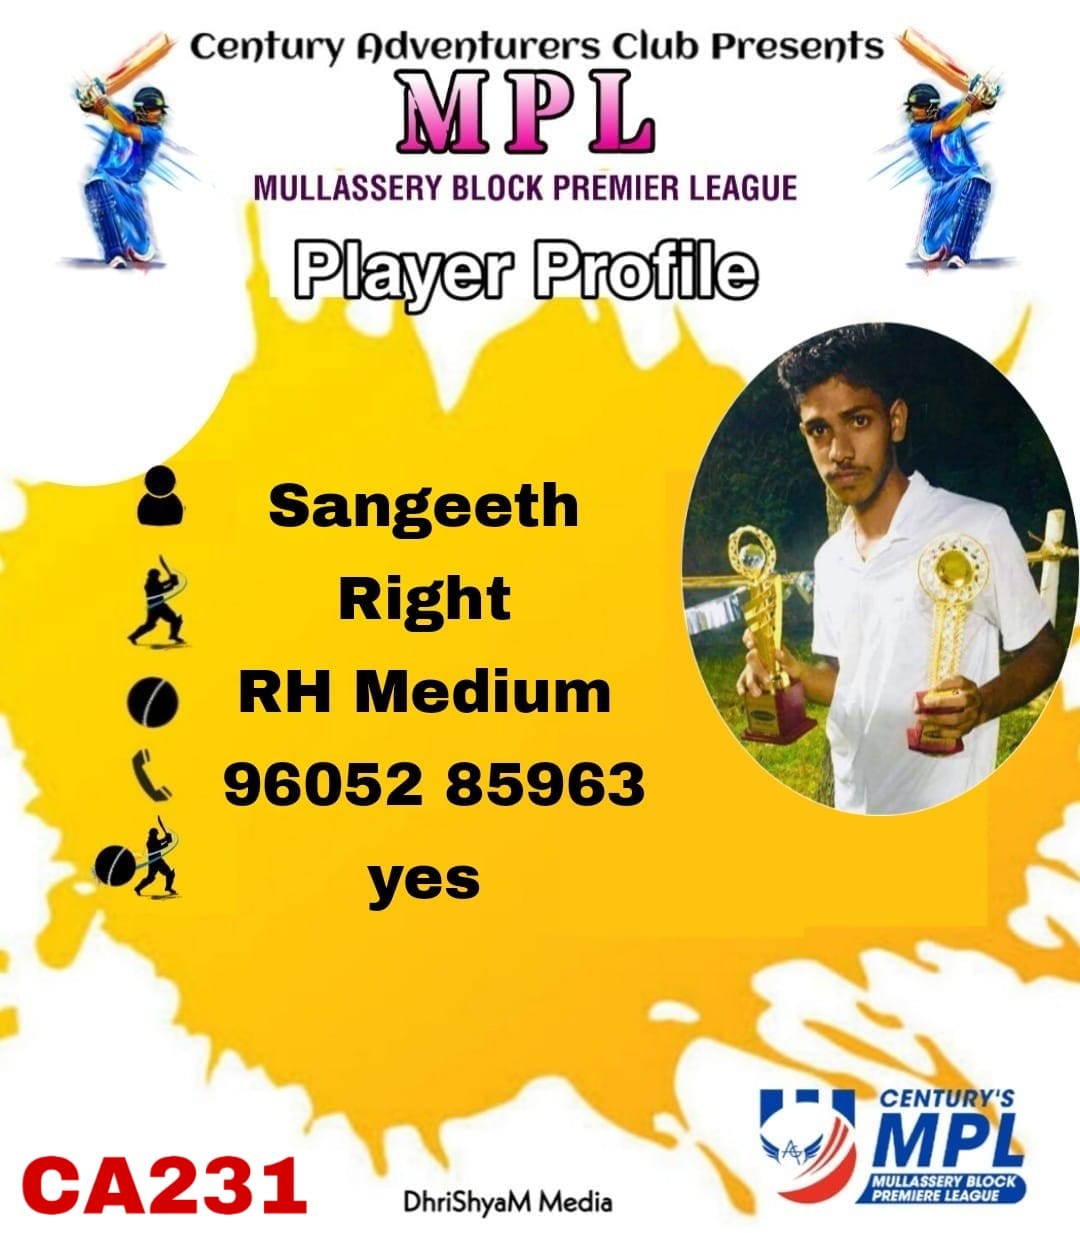 Century Adventurers Club Presents
MPL
MULLASSERY BLOCK PREMIER LEAGUE
Player Profile
Sangeeth
Right
RH Medium
96052 85963
yes
CENTURY'S
MPL
MULLASSERY BLOCK
PREMIERE LEAGUE
CA231
DhriShyaM Media